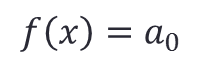 f(x) = a₀